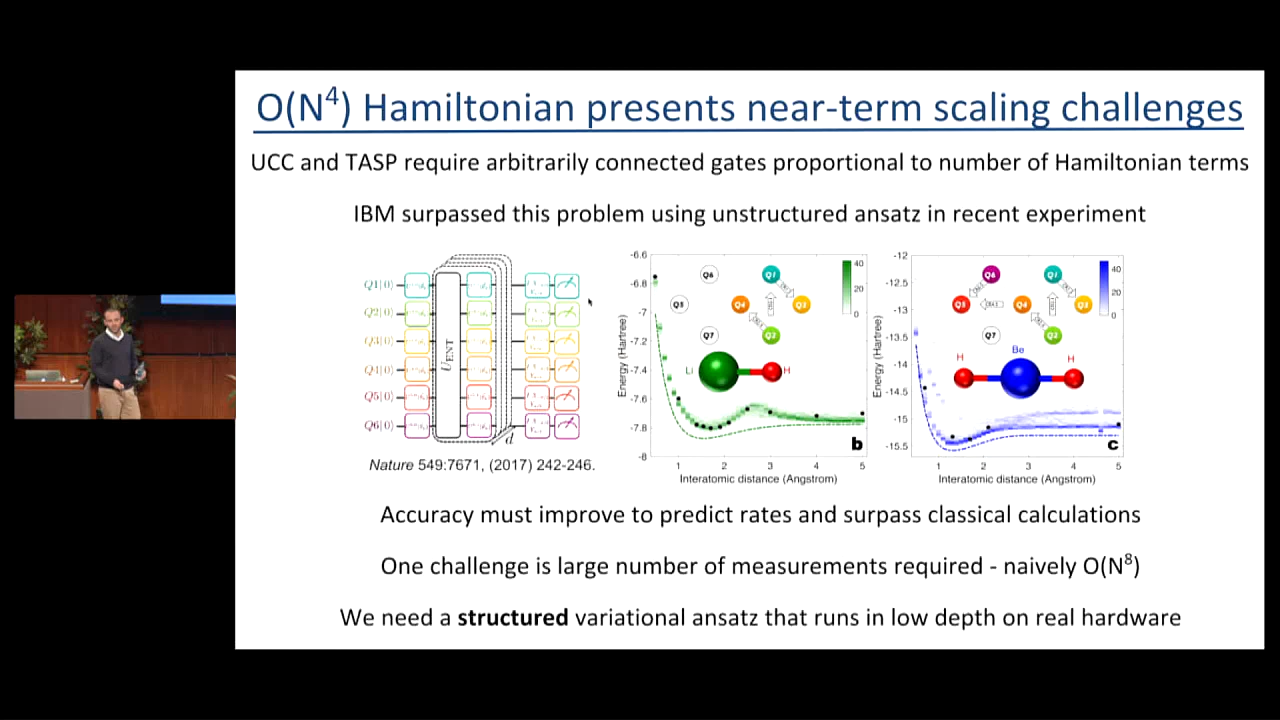 O(N⁴) Hamiltonian presents near-term scaling challenges
UCC and TASP require arbitrarily connected gates proportional to number of Hamiltonian terms
IBM surpassed this problem using unstructured ansatz in recent experiment
Q1|0⟩
Q2|0⟩
Q3|0⟩
Q4|0⟩
Q5|0⟩
Q6|0⟩
U_ENT
d
Nature 549:7671, (2017) 242-246.
Energy (Hartree)
-6.6
-6.8
-7
-7.2
-7.4
-7.6
-7.8
-8
Q6
Q1
Q5
Q4
Q3
Q7
Q2
Li
H
40
20
0
b
1 2 3 4 5
Interatomic distance (Angstrom)
Energy (Hartree)
-12
-12.5
-13
-13.5
-14
-14.5
-15
-15.5
Q6
Q1
Q5
Q4
Q3
Q7
Q2
H
Be
H
40
20
0
c
1 2 3 4 5
Interatomic distance (Angstrom)
Accuracy must improve to predict rates and surpass classical calculations
One challenge is large number of measurements required - naively O(N⁸)
We need a structured variational ansatz that runs in low depth on real hardware